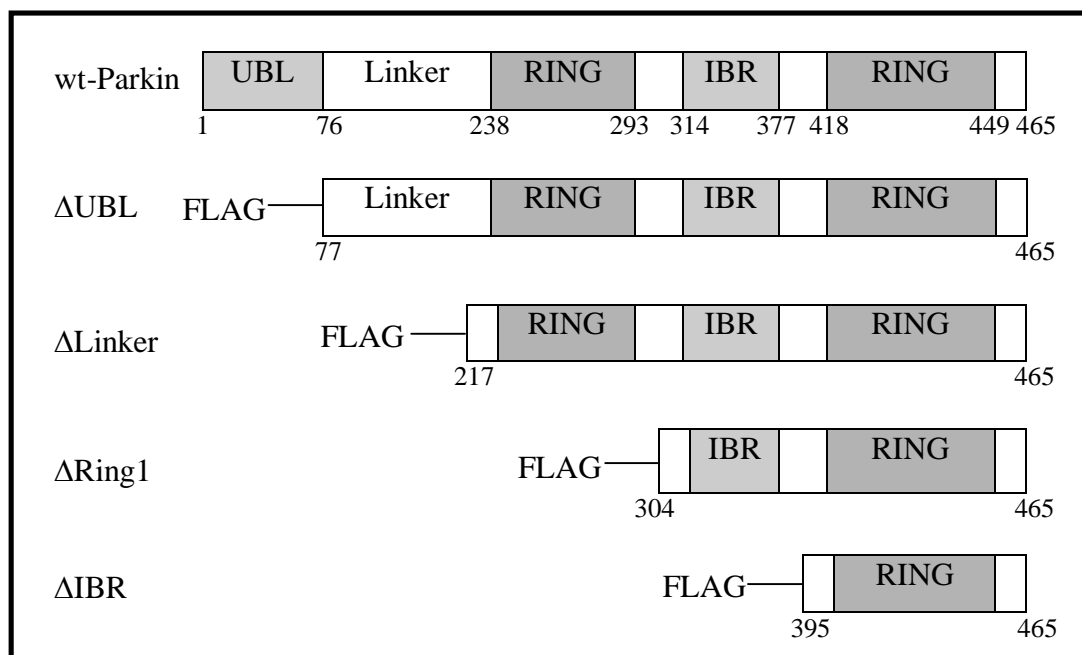 wt-Parkin UBL Linker RING IBR RING
1 76 238 293 314 377 418 449 465
ΔUBL FLAG Linker RING IBR RING
77 465
ΔLinker FLAG RING IBR RING
217 465
ΔRing1 FLAG IBR RING
304 465
ΔIBR FLAG RING
395 465